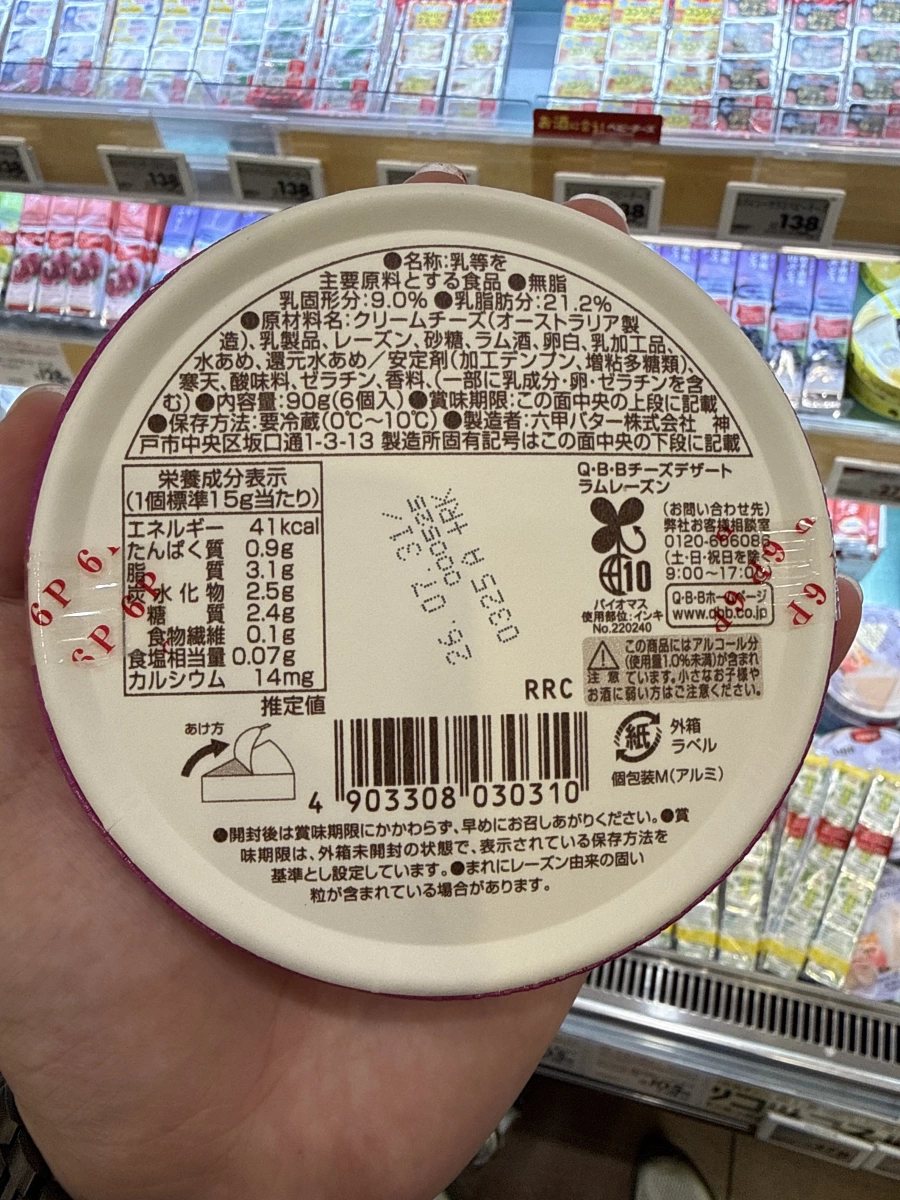 お酒に合う！ベビーチーズ
138
138
138
●名称:乳等を
主要原料とする食品 ●無脂
乳固形分:9.0% ●乳脂肪分:21.2%
●原材料名:クリームチーズ(オーストラリア製
造)、乳製品、レーズン、砂糖、ラム酒、卵白、乳加工品、
水あめ、還元水あめ／安定剤(加工デンプン、増粘多糖類)、
寒天、酸味料、ゼラチン、香料、(一部に乳成分・卵・ゼラチンを含
む) ●内容量:90g(6個入) ●賞味期限:この面中央の上段に記載
●保存方法:要冷蔵(0℃〜10℃) ●製造者:六甲バター株式会社 神
戸市中央区坂口通1-3-13 製造所固有記号はこの面中央の下段に記載
栄養成分表示
(1個標準15g当たり)
エネルギー 41kcal
たんぱく質 0.9g
脂質 3.1g
炭水化物 2.5g
糖質 2.4g
食物繊維 0.1g
食塩相当量 0.07g
カルシウム 14mg
推定値
26.01.31/
Q・B・Bチーズデザート
ラムレーズン
(お問い合わせ先)
弊社お客様相談室
0120-606086
(土・日・祝日を除く
9:00〜17:00)
Q・B・Bホームページ
www.qbb.co.jp
10
バイオマス
使用部位:インキ
No.220240
注意
この商品にはアルコール分
(使用量1.0%未満)が含まれ
ています。小さなお子様や
お酒に弱い方はご注意ください。
RRC
6P 6P
6P 6P
6P
あけ方
4 903308 030310
紙
外箱
ラベル
個包装M(アルミ)
●開封後は賞味期限にかかわらず、早めにお召しあがりください。●賞
味期限は、外箱未開封の状態で、表示されている保存方法を
基準とし設定しています。●まれにレーズン由来の固い
粒が含まれている場合があります。